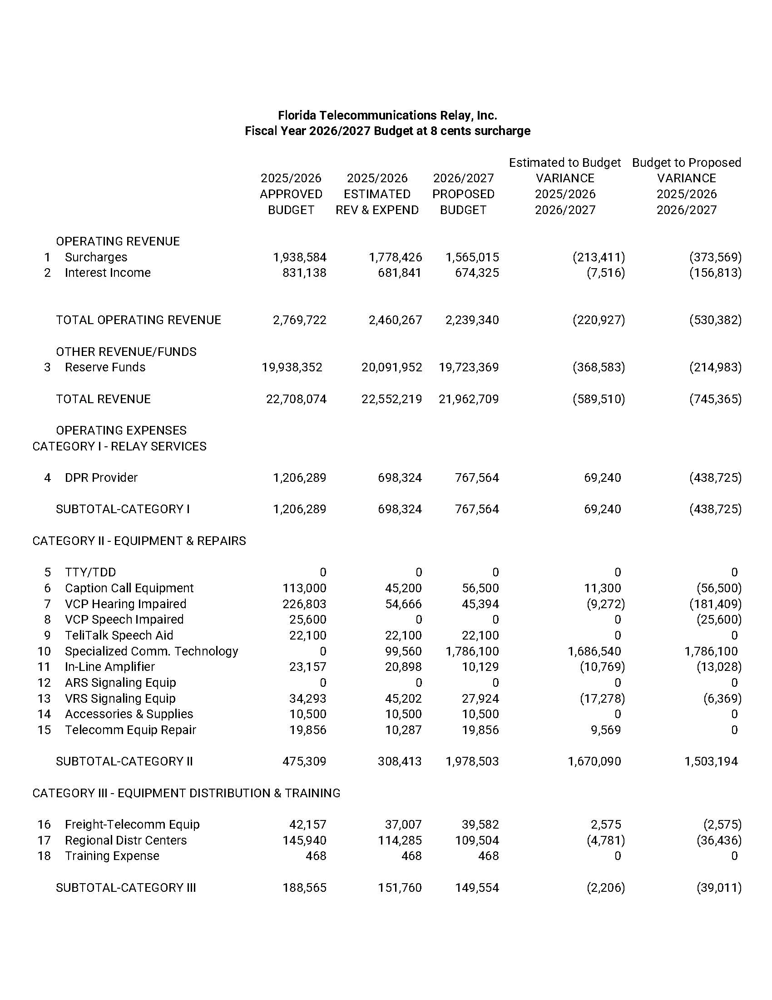 Florida Telecommunications Relay, Inc.
Fiscal Year 2026/2027 Budget at 8 cents surcharge
Estimated to Budget Budget to Proposed
2025/2026 2025/2026 2026/2027 VARIANCE VARIANCE
APPROVED ESTIMATED PROPOSED 2025/2026 2025/2026
BUDGET REV & EXPEND BUDGET 2026/2027 2026/2027
OPERATING REVENUE
1 Surcharges 1,938,584 1,778,426 1,565,015 (213,411) (373,569)
2 Interest Income 831,138 681,841 674,325 (7,516) (156,813)
TOTAL OPERATING REVENUE 2,769,722 2,460,267 2,239,340 (220,927) (530,382)
OTHER REVENUE/FUNDS
3 Reserve Funds 19,938,352 20,091,952 19,723,369 (368,583) (214,983)
TOTAL REVENUE 22,708,074 22,552,219 21,962,709 (589,510) (745,365)
OPERATING EXPENSES
CATEGORY I - RELAY SERVICES
4 DPR Provider 1,206,289 698,324 767,564 69,240 (438,725)
SUBTOTAL-CATEGORY I 1,206,289 698,324 767,564 69,240 (438,725)
CATEGORY II - EQUIPMENT & REPAIRS
5 TTY/TDD 0 0 0 0 0
6 Caption Call Equipment 113,000 45,200 56,500 11,300 (56,500)
7 VCP Hearing Impaired 226,803 54,666 45,394 (9,272) (181,409)
8 VCP Speech Impaired 25,600 0 0 0 (25,600)
9 TeliTalk Speech Aid 22,100 22,100 22,100 0 0
10 Specialized Comm. Technology 0 99,560 1,786,100 1,686,540 1,786,100
11 In-Line Amplifier 23,157 20,898 10,129 (10,769) (13,028)
12 ARS Signaling Equip 0 0 0 0 0
13 VRS Signaling Equip 34,293 45,202 27,924 (17,278) (6,369)
14 Accessories & Supplies 10,500 10,500 10,500 0 0
15 Telecomm Equip Repair 19,856 10,287 19,856 9,569 0
SUBTOTAL-CATEGORY II 475,309 308,413 1,978,503 1,670,090 1,503,194
CATEGORY III - EQUIPMENT DISTRIBUTION & TRAINING
16 Freight-Telecomm Equip 42,157 37,007 39,582 2,575 (2,575)
17 Regional Distr Centers 145,940 114,285 109,504 (4,781) (36,436)
18 Training Expense 468 468 468 0 0
SUBTOTAL-CATEGORY III 188,565 151,760 149,554 (2,206) (39,011)